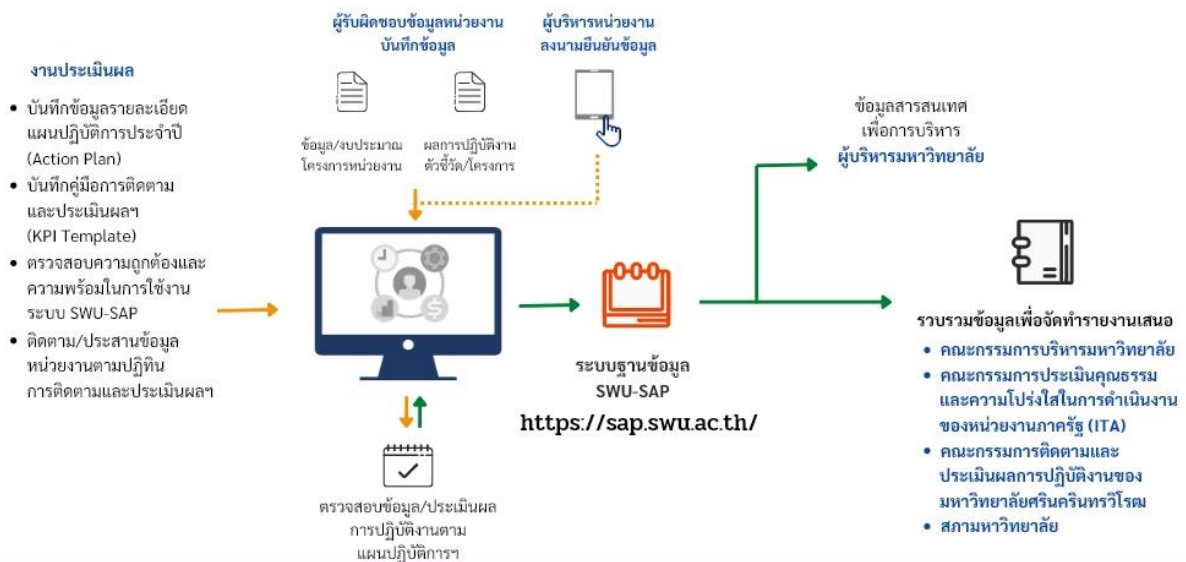 งานประเมินผล
• บันทึกข้อมูลรายละเอียด
แผนปฏิบัติการประจำปี
(Action Plan)
• บันทึกคู่มือการติดตาม
และประเมินผลฯ
(KPI Template)
• ตรวจสอบความถูกต้องและ
ความพร้อมในการใช้งาน
ระบบ SWU-SAP
• ติดตาม/ประสานข้อมูล
หน่วยงานตามปฏิทิน
การติดตามและประเมินผลฯ
ผู้รับผิดชอบข้อมูลหน่วยงาน
บันทึกข้อมูล
ข้อมูล/งบประมาณ
โครงการหน่วยงาน
ผลการปฏิบัติงาน
ตัวชี้วัด/โครงการ
ผู้บริหารหน่วยงาน
ลงนามยืนยันข้อมูล
ตรวจสอบข้อมูล/ประเมินผล
การปฏิบัติงานตาม
แผนปฏิบัติการฯ
ระบบฐานข้อมูล
SWU-SAP
https://sap.swu.ac.th/
ข้อมูลสารสนเทศ
เพื่อการบริหาร
ผู้บริหารมหาวิทยาลัย
รวบรวมข้อมูลเพื่อจัดทำรายงานเสนอ
• คณะกรรมการบริหารมหาวิทยาลัย
• คณะกรรมการประเมินคุณธรรม
และความโปร่งใสในการดำเนินงาน
ของหน่วยงานภาครัฐ (ITA)
• คณะกรรมการติดตามและ
ประเมินผลการปฏิบัติงานของ
มหาวิทยาลัยศรินครินทรวิโรฒ
• สภามหาวิทยาลัย